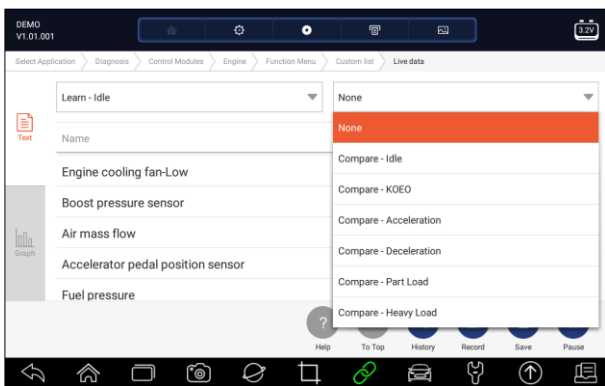 DEMO
V1.01.001
3.2V
Select Application Diagnosis Control Modules Engine Function Menu Custom list Live data
Learn - Idle
None
Text
Name
None
Engine cooling fan-Low
Compare - Idle
Boost pressure sensor
Compare - KOEO
Air mass flow
Compare - Acceleration
Graph
Accelerator pedal position sensor
Compare - Deceleration
Fuel pressure
Compare - Part Load
Compare - Heavy Load
?
Help To Top History Record Save Pause